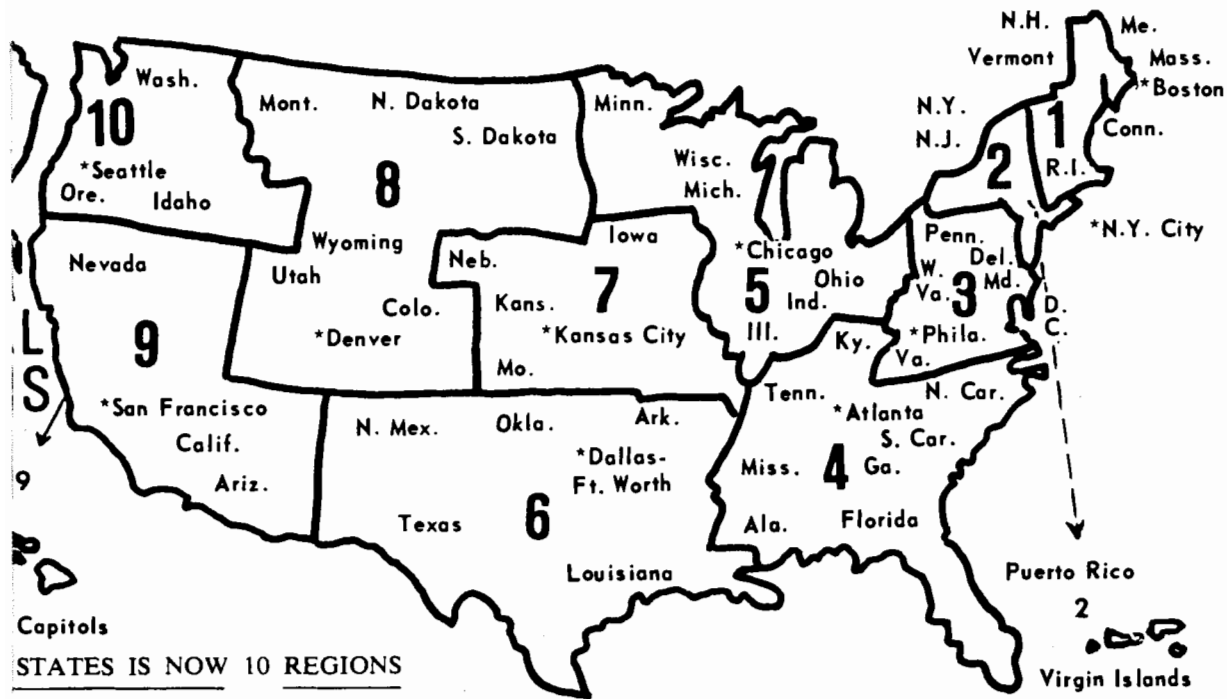 N.H.
Me.
Vermont
Mass.
*Boston
Wash.
Mont.
N. Dakota
Minn.
N.Y.
10
1
Conn.
S. Dakota
N.J.
Wisc.
2
R.I.
*Seattle
8
Mich.
Ore.
Idaho
*N.Y. City
Iowa
Penn.
Wyoming
*Chicago
Nevada
Utah
Neb.
7
Del.
W.
Va.
Md.
Ohio
5
Ind.
3
Colo.
Kans.
D.
C.
*Denver
*Kansas City
Ill.
Ky.
*Phila.
Va.
L
S
9
Mo.
Tenn.
N. Car.
*San Francisco
*Atlanta
Calif.
N. Mex.
Okla.
Ark.
S. Car.
*Dallas-
Ft. Worth
Miss.
4
Ga.
9
Ariz.
Texas
6
Ala.
Florida
Louisiana
Puerto Rico
2
Capitols
STATES IS NOW 10 REGIONS
Virgin Islands